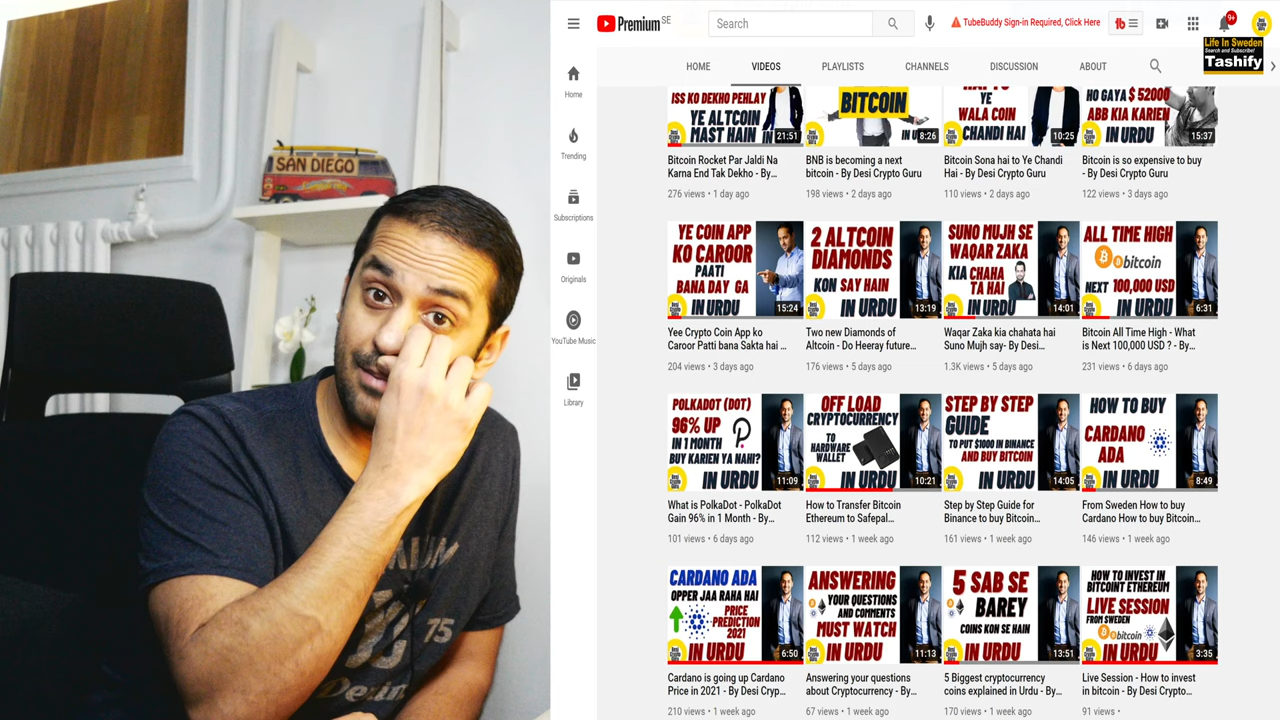 SAN DIEGO
75
Premium SE
Search
TubeBuddy Sign-in Required, Click Here
tb
9+
Life In Sweden
Search and Subscribe!
Tashify
HOME
VIDEOS
PLAYLISTS
CHANNELS
DISCUSSION
ABOUT
Home
Trending
Subscriptions
Originals
YouTube Music
Library
ISS KO DEKHO PEHLAY
YE ALTCOIN
MAST HAIN
21:51
Bitcoin Rocket Par Jaldi Na
Karna End Tak Dekho - By...
276 views • 1 day ago
BITCOIN
8:26
BNB is becoming a next
bitcoin - By Desi Crypto Guru
198 views • 2 days ago
YE
WALA COIN
CHANDI HAI
10:25
Bitcoin Sona hai to Ye Chandi
Hai - By Desi Crypto Guru
110 views • 2 days ago
HO GAYA $ 52000
ABB KIA KARIEN
IN URDU
15:37
Bitcoin is so expensive to buy
- By Desi Crypto Guru
122 views • 3 days ago
YE COIN APP
KO CAROOR
PAATI
BANA DAY GA
IN URDU
15:24
Yee Crypto Coin App ko
Caroor Patti bana Sakta hai ...
204 views • 3 days ago
2 ALTCOIN
DIAMONDS
KON SAY HAIN
IN URDU
13:19
Two new Diamonds of
Altcoin - Do Heeray future...
176 views • 5 days ago
SUNO MUJH SE
WAQAR ZAKA
KIA CHAHA
TA HAI
IN URDU
14:01
Waqar Zaka kia chahata hai
Suno Mujh say- By Desi...
1.3K views • 5 days ago
ALL TIME HIGH
bitcoin
NEXT 100,000 USD
IN URDU
6:31
Bitcoin All Time High - What
is Next 100,000 USD ? - By...
231 views • 6 days ago
POLKADOT (DOT)
96% UP
IN 1 MONTH
BUY KARIEN YA NAHI?
IN URDU
11:09
What is PolkaDot - PolkaDot
Gain 96% in 1 Month - By...
101 views • 6 days ago
OFF LOAD
CRYPTOCURRENCY
TO
HARDWARE
WALLET
IN URDU
10:21
How to Transfer Bitcoin
Ethereum to Safepal...
112 views • 1 week ago
STEP BY STEP
GUIDE
TO PUT $1000 IN BINANCE
AND BUY BITCOIN
IN URDU
14:05
Step by Step Guide for
Binance to buy Bitcoin...
161 views • 1 week ago
HOW TO BUY
CARDANO
ADA
IN URDU
8:49
From Sweden How to buy
Cardano How to buy Bitcoin...
146 views • 1 week ago
CARDANO ADA
OPPER JAA RAHA HAI
PRICE
PREDICTION
2021
IN URDU
6:50
Cardano is going up Cardano
Price in 2021 - By Desi Cryp...
210 views • 1 week ago
ANSWERING
YOUR QUESTIONS
AND COMMENTS
MUST WATCH
IN URDU
11:13
Answering your questions
about Cryptocurrency - By...
67 views • 1 week ago
5 SAB SE
BAREY
COINS KON SE HAIN
IN URDU
13:51
5 Biggest cryptocurrency
coins explained in Urdu - By...
170 views • 1 week ago
HOW TO INVEST IN
BITCOINT ETHEREUM
LIVE SESSION
FROM SWEDEN
bitcoin
IN URDU
3:35
Live Session - How to invest
in bitcoin - By Desi Crypto...
91 views •